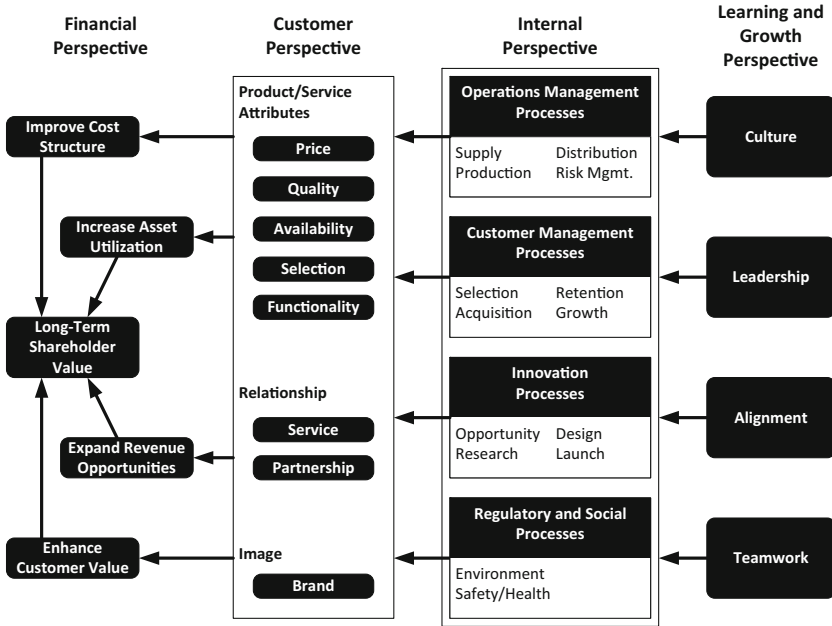 Financial
Perspective
Customer
Perspective
Internal
Perspective
Learning and
Growth
Perspective
Improve Cost
Structure
Increase Asset
Utilization
Long-Term
Shareholder
Value
Expand Revenue
Opportunities
Enhance
Customer Value
Product/Service
Attributes
Price
Quality
Availability
Selection
Functionality
Relationship
Service
Partnership
Image
Brand
Operations Management
Processes
Supply Distribution
Production Risk Mgmt.
Customer Management
Processes
Selection Retention
Acquisition Growth
Innovation
Processes
Opportunity Design
Research Launch
Regulatory and Social
Processes
Environment
Safety/Health
Culture
Leadership
Alignment
Teamwork